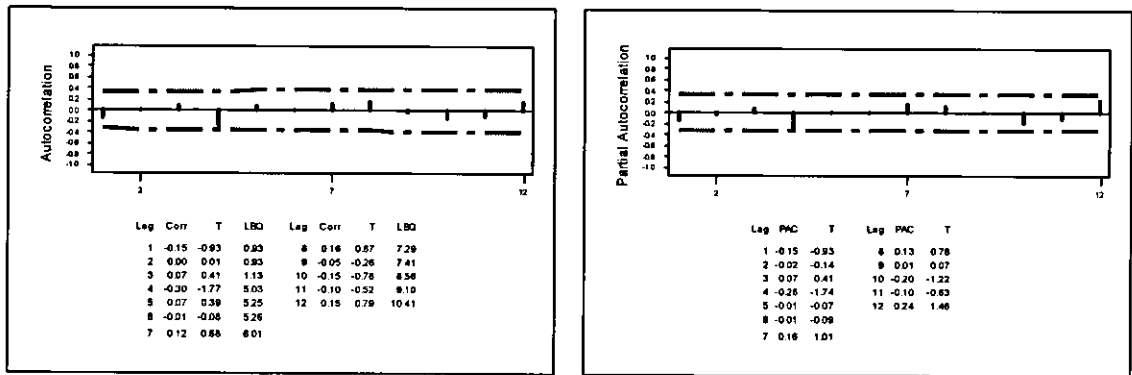 Autocorrelation
1.0
0.8
0.6
0.4
0.2
0.0
-0.2
-0.4
-0.6
-0.8
-1.0
2 7 12
Lag Corr T LBQ Lag Corr T LBQ
1 -0.15 -0.93 0.93 8 0.16 0.87 7.29
2 0.00 0.01 0.93 9 -0.05 -0.26 7.41
3 0.07 0.41 1.13 10 -0.15 -0.78 8.56
4 -0.30 -1.77 5.03 11 -0.10 -0.52 9.10
5 0.07 0.39 5.25 12 0.15 0.79 10.41
6 -0.01 -0.08 5.26
7 0.12 0.68 6.01
Partial Autocorrelation
1.0
0.8
0.6
0.4
0.2
0.0
-0.2
-0.4
-0.6
-0.8
-1.0
2 7 12
Lag PAC T Lag PAC T
1 -0.15 -0.93 8 0.13 0.78
2 -0.02 -0.14 9 0.01 0.07
3 0.07 0.41 10 -0.20 -1.22
4 -0.28 -1.74 11 -0.10 -0.63
5 -0.01 -0.07 12 0.24 1.46
6 -0.01 -0.09
7 0.16 1.01